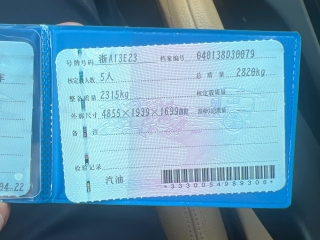 号牌号码 浙A13E23 档案编号 040138030079
核定载人数 5人 总质量 2820kg
整备质量 2315kg 核定载质量
外廓尺寸 4855×1939×1699mm 准牵引总质量
备注
检验记录
汽油
*3330054989306*
04-22